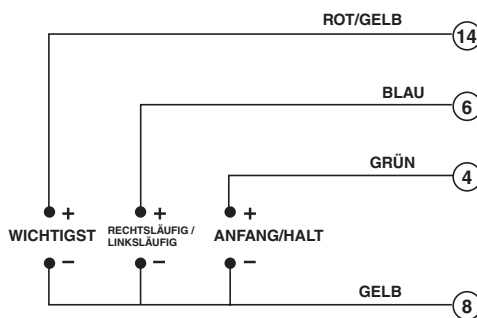 ROT/GELB
14
BLAU
6
GRÜN
4
+ + +
WICHTIGST RECHTSLÄUFIG / ANFANG/HALT
LINKSLÄUFIG
– – –
GELB
8